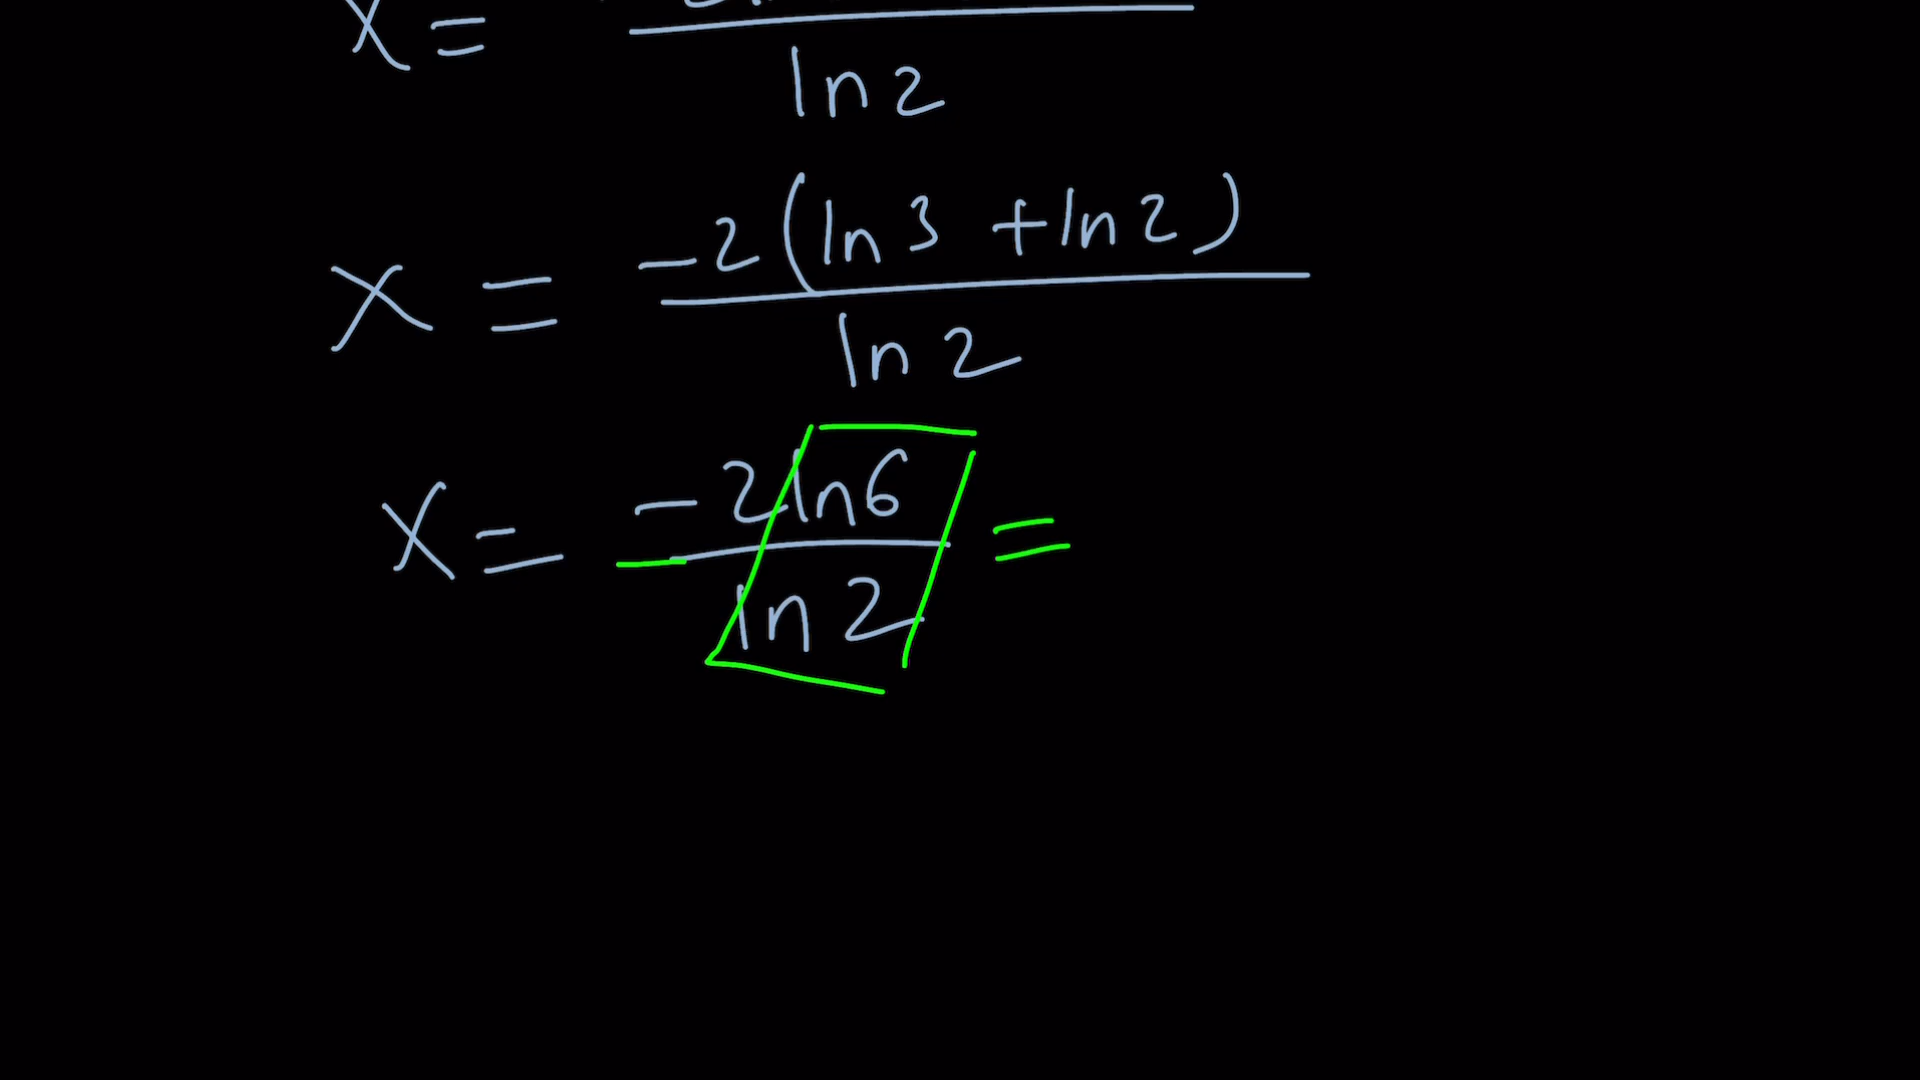 x =
ln 2
x = -2 (ln 3 + ln 2)
ln 2
x = -2 ln 6 =
ln 2